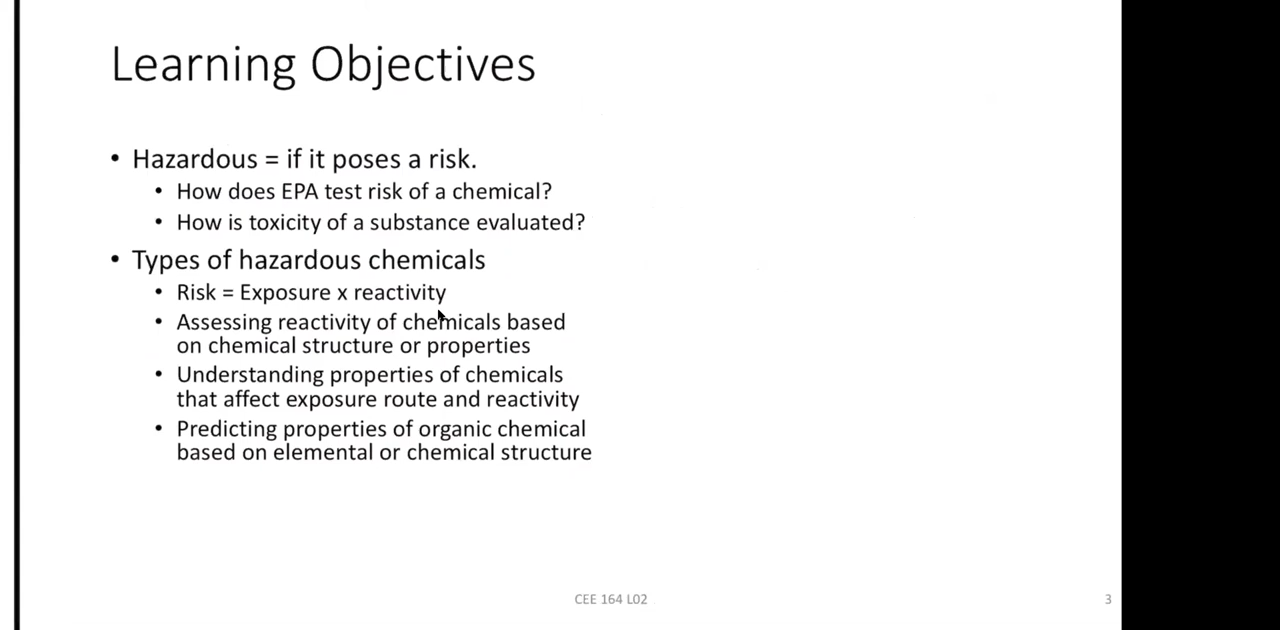 Learning Objectives
• Hazardous = if it poses a risk.
• How does EPA test risk of a chemical?
• How is toxicity of a substance evaluated?
• Types of hazardous chemicals
• Risk = Exposure x reactivity
• Assessing reactivity of chemicals based
on chemical structure or properties
• Understanding properties of chemicals
that affect exposure route and reactivity
• Predicting properties of organic chemical
based on elemental or chemical structure
CEE 164 L02
3